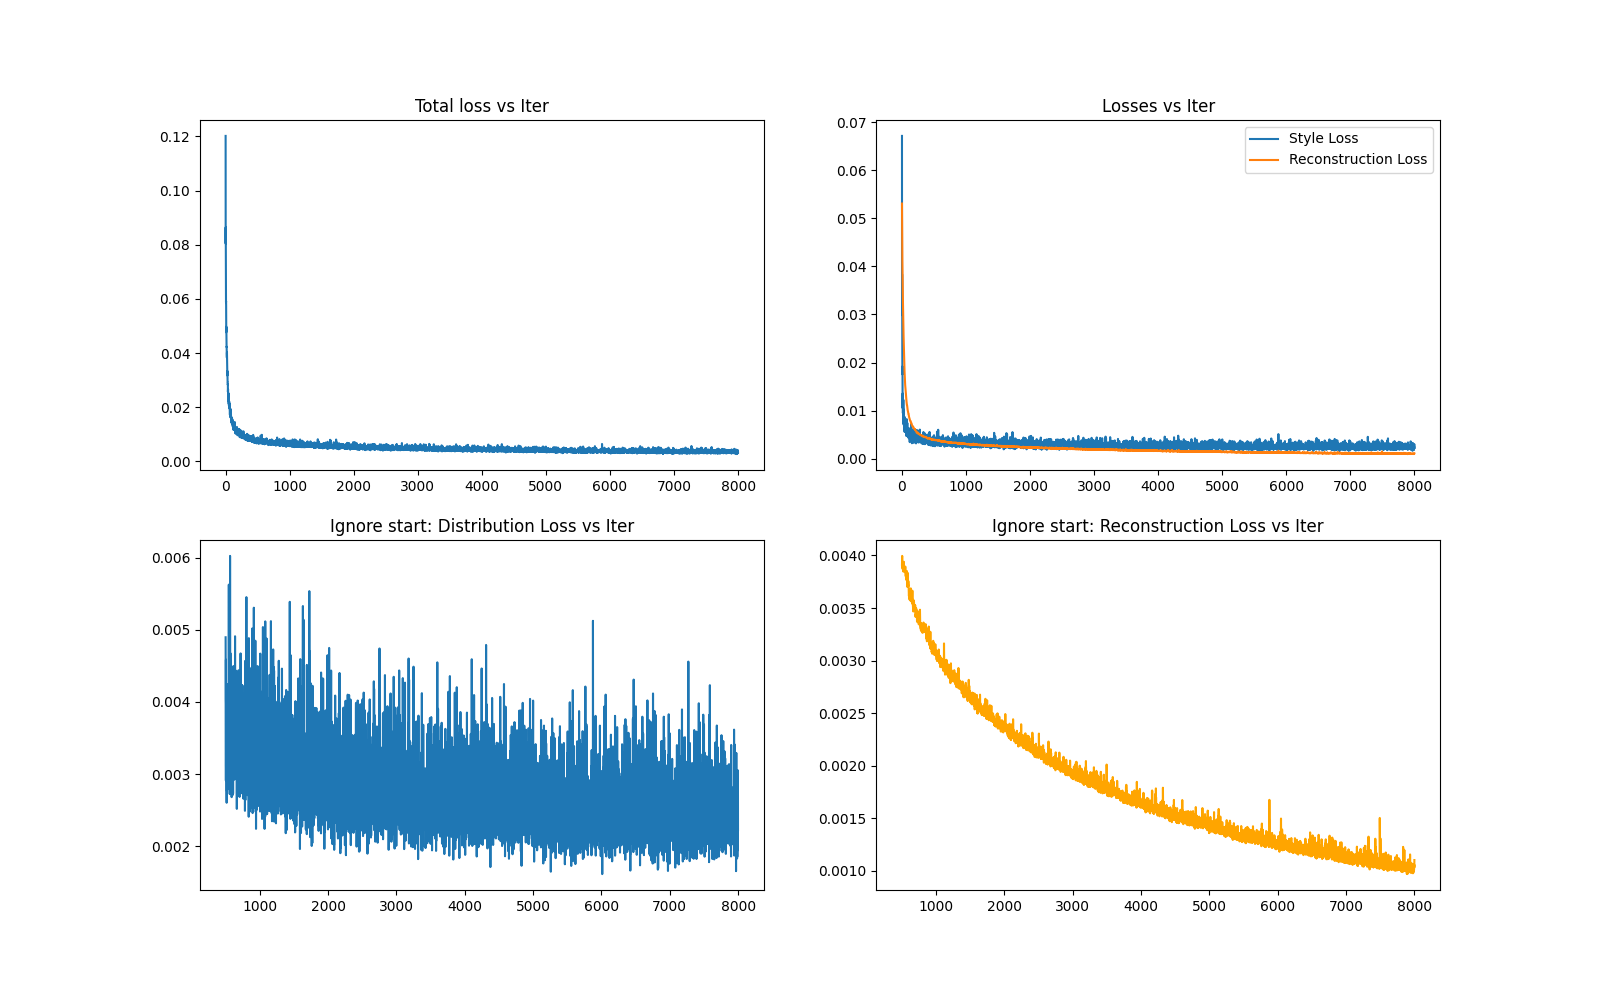 Total loss vs Iter
0.12
0.10
0.08
0.06
0.04
0.02
0.00
0 1000 2000 3000 4000 5000 6000 7000 8000
Losses vs Iter
Style Loss
Reconstruction Loss
0.07
0.06
0.05
0.04
0.03
0.02
0.01
0.00
0 1000 2000 3000 4000 5000 6000 7000 8000
Ignore start: Distribution Loss vs Iter
0.006
0.005
0.004
0.003
0.002
1000 2000 3000 4000 5000 6000 7000 8000
Ignore start: Reconstruction Loss vs Iter
0.0040
0.0035
0.0030
0.0025
0.0020
0.0015
0.0010
1000 2000 3000 4000 5000 6000 7000 8000